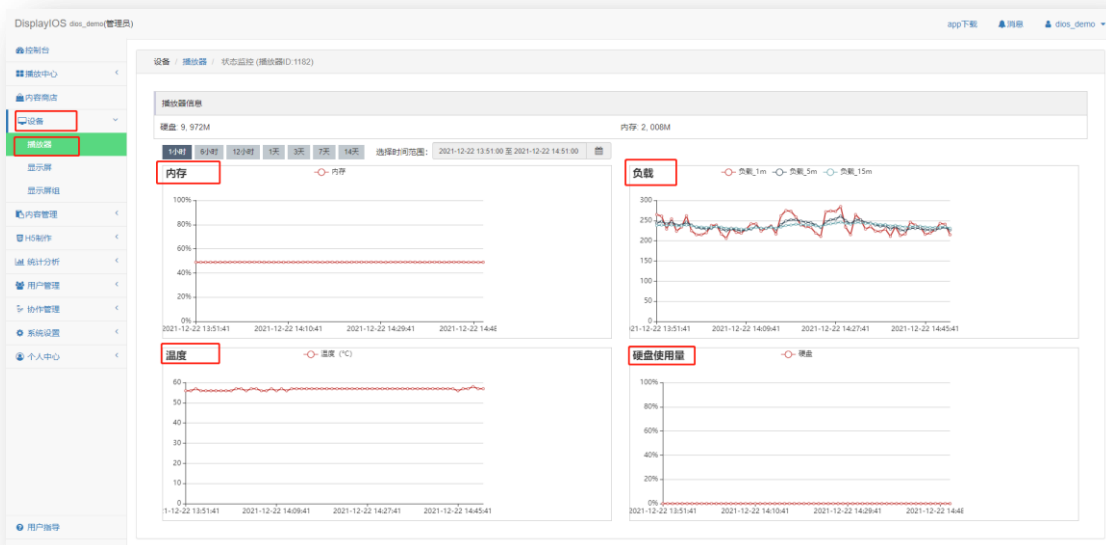 DisplayIOS dios_demo(管理员)
app下载 消息 dios_demo
控制台
播放中心
内容商店
设备
播放器
显示屏
显示屏组
内容管理
H5制作
统计分析
用户管理
协作管理
系统设置
个人中心
用户指导
设备 / 播放器 / 状态监控 (播放器ID:1182)
播放器信息
硬盘: 9, 972M 内存: 2, 008M
1小时 6小时 12小时 1天 3天 7天 14天 选择时间范围: 2021-12-22 13:51:00 至 2021-12-22 14:51:00
内存
内存
100%
80%
60%
40%
20%
0%
2021-12-22 13:51:41 2021-12-22 14:10:41 2021-12-22 14:29:41 2021-12-22 14:48
负载
负载_1m 负载_5m 负载_15m
300
250
200
150
100
50
0
21-12-22 13:51:41 2021-12-22 14:09:41 2021-12-22 14:27:41 2021-12-22 14:45:41
温度
温度 (°C)
60
50
40
30
20
10
0
1-12-22 13:51:41 2021-12-22 14:09:41 2021-12-22 14:27:41 2021-12-22 14:45:41
硬盘使用量
硬盘
100%
80%
60%
40%
20%
0%
2021-12-22 13:51:41 2021-12-22 14:10:41 2021-12-22 14:29:41 2021-12-22 14:48